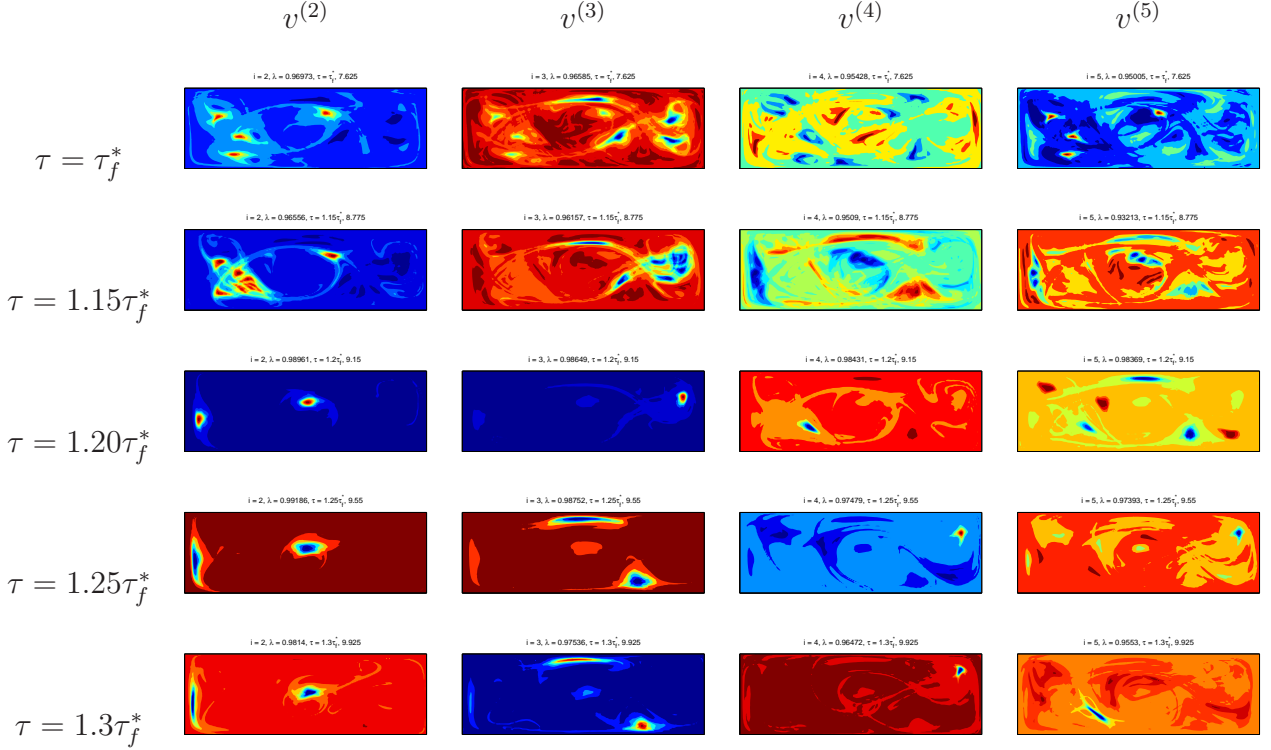 v^{(2)} v^{(3)} v^{(4)} v^{(5)}
i = 2, λ = 0.96973, τ = τ_f^*, 7.625
i = 3, λ = 0.96585, τ = τ_f^*, 7.625
i = 4, λ = 0.95428, τ = τ_f^*, 7.625
i = 5, λ = 0.95005, τ = τ_f^*, 7.625
τ = τ_f^*
i = 2, λ = 0.96556, τ = 1.15τ_f^*, 8.775
i = 3, λ = 0.96157, τ = 1.15τ_f^*, 8.775
i = 4, λ = 0.9509, τ = 1.15τ_f^*, 8.775
i = 5, λ = 0.93213, τ = 1.15τ_f^*, 8.775
τ = 1.15τ_f^*
i = 2, λ = 0.98961, τ = 1.2τ_f^*, 9.15
i = 3, λ = 0.98649, τ = 1.2τ_f^*, 9.15
i = 4, λ = 0.98431, τ = 1.2τ_f^*, 9.15
i = 5, λ = 0.98369, τ = 1.2τ_f^*, 9.15
τ = 1.20τ_f^*
i = 2, λ = 0.99186, τ = 1.25τ_f^*, 9.55
i = 3, λ = 0.98752, τ = 1.25τ_f^*, 9.55
i = 4, λ = 0.97479, τ = 1.25τ_f^*, 9.55
i = 5, λ = 0.97393, τ = 1.25τ_f^*, 9.55
τ = 1.25τ_f^*
i = 2, λ = 0.9814, τ = 1.3τ_f^*, 9.925
i = 3, λ = 0.97536, τ = 1.3τ_f^*, 9.925
i = 4, λ = 0.96472, τ = 1.3τ_f^*, 9.925
i = 5, λ = 0.9553, τ = 1.3τ_f^*, 9.925
τ = 1.3τ_f^*